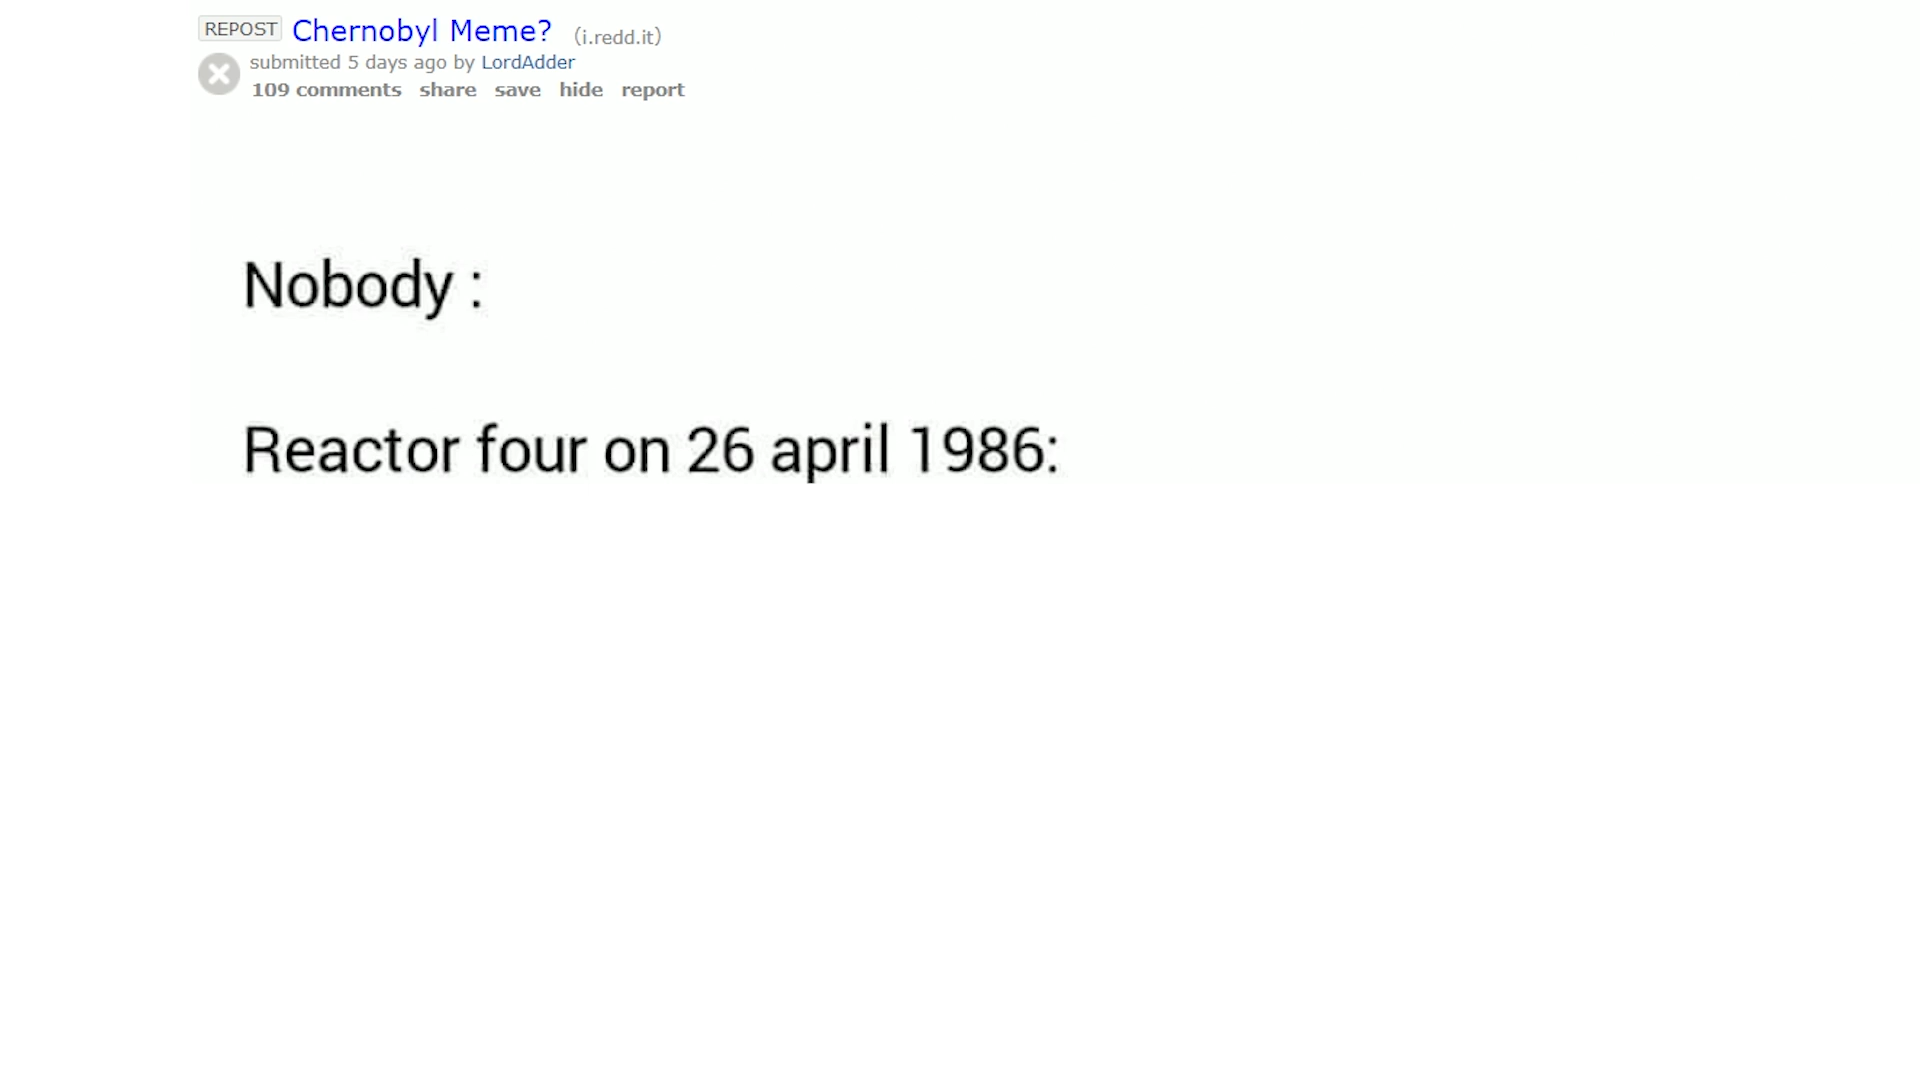 REPOST Chernobyl Meme? (i.redd.it)
submitted 5 days ago by LordAdder
109 comments share save hide report
Nobody :
Reactor four on 26 april 1986: